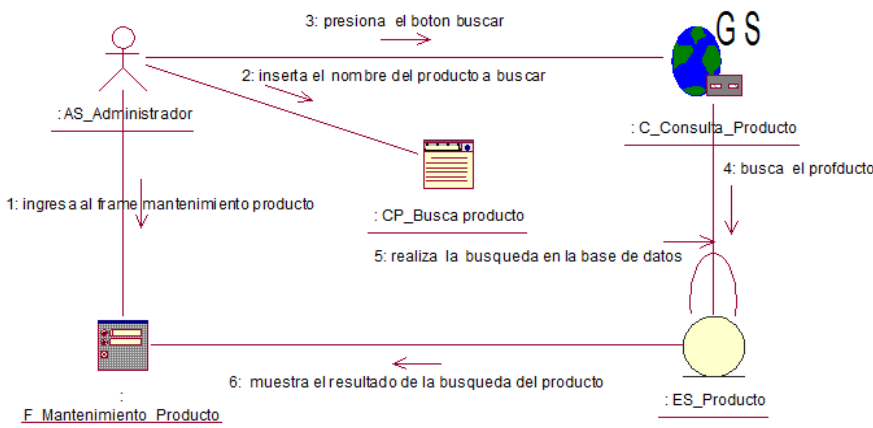 3: presiona el boton buscar
G S
2: inserta el nombre del producto a buscar
: AS_Administrador
: C_Consulta_Producto
4: busca el profducto
1: ingresa al frame mantenimiento producto
: CP_Busca producto
5: realiza la busqueda en la base de datos
6: muestra el resultado de la busqueda del producto
:
F_Mantenimiento_Producto
: ES_Producto